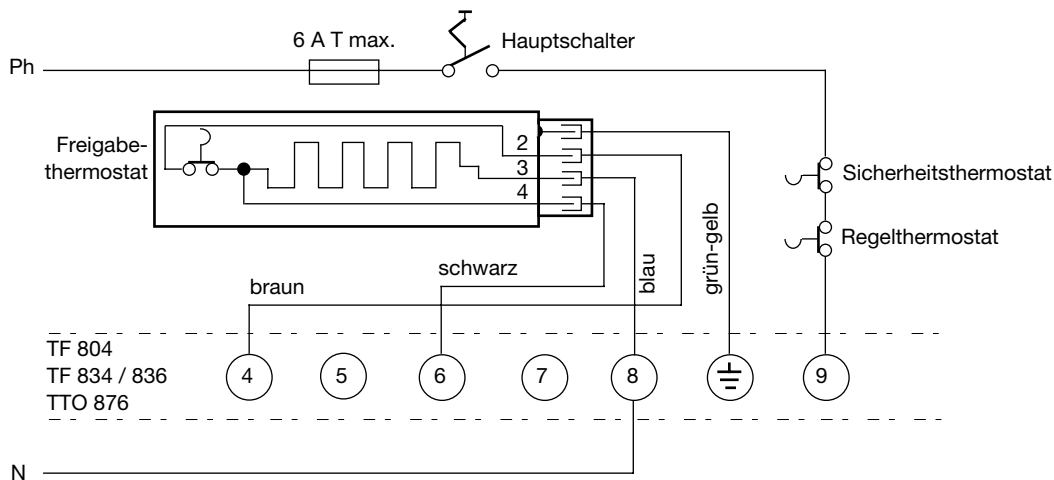 6 A T max.
Hauptschalter
Ph
Freigabe-
thermostat
2
3
4
Sicherheitsthermostat
Regelthermostat
grün-gelb
blau
schwarz
braun
TF 804
TF 834 / 836
TTO 876
4
5
6
7
8
9
N